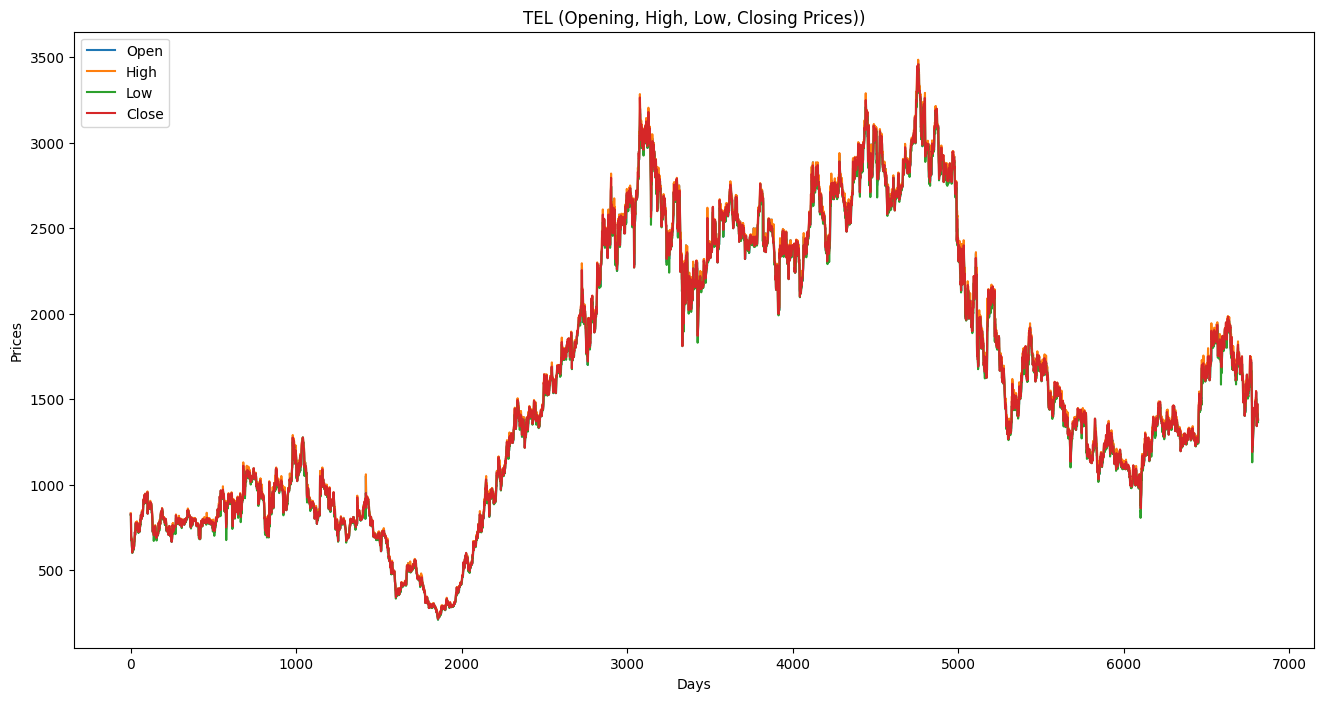 TEL (Opening, High, Low, Closing Prices))
Open
High
Low
Close
3500
3000
2500
2000
1500
1000
500
Prices
0 1000 2000 3000 4000 5000 6000 7000
Days